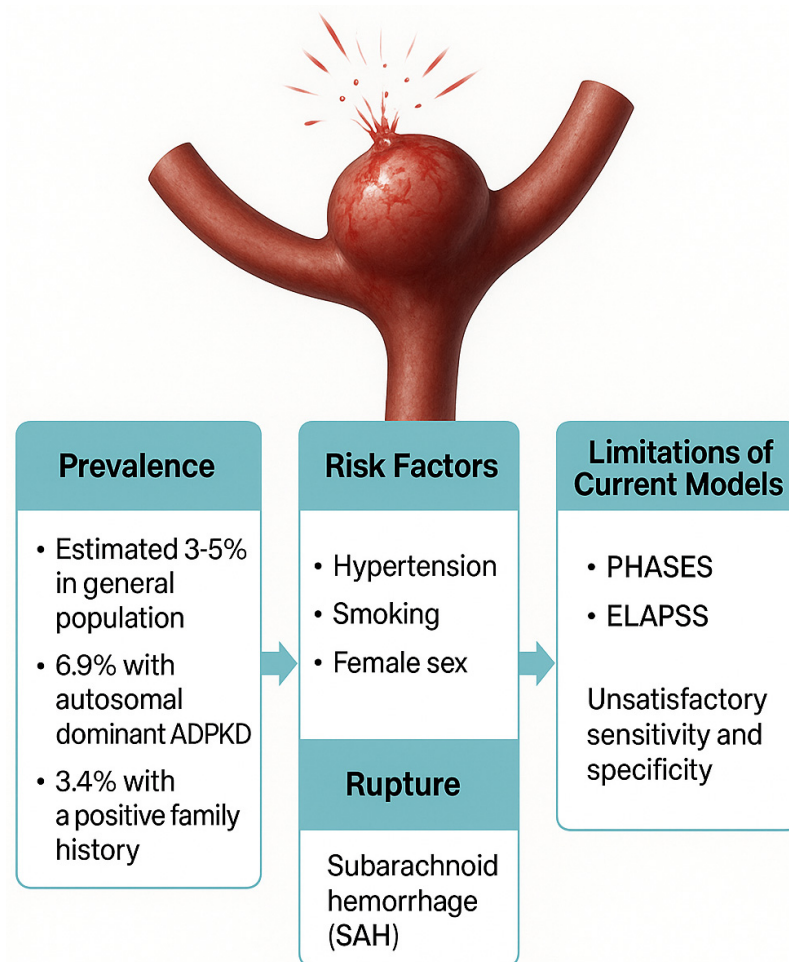 Prevalence
• Estimated 3-5%
in general
population
• 6.9% with
autosomal
dominant ADPKD
• 3.4% with
a positive family
history
Risk Factors
• Hypertension
• Smoking
• Female sex
Rupture
Subarachnoid
hemorrhage
(SAH)
Limitations of
Current Models
• PHASES
• ELAPSS
Unsatisfactory
sensitivity and
specificity